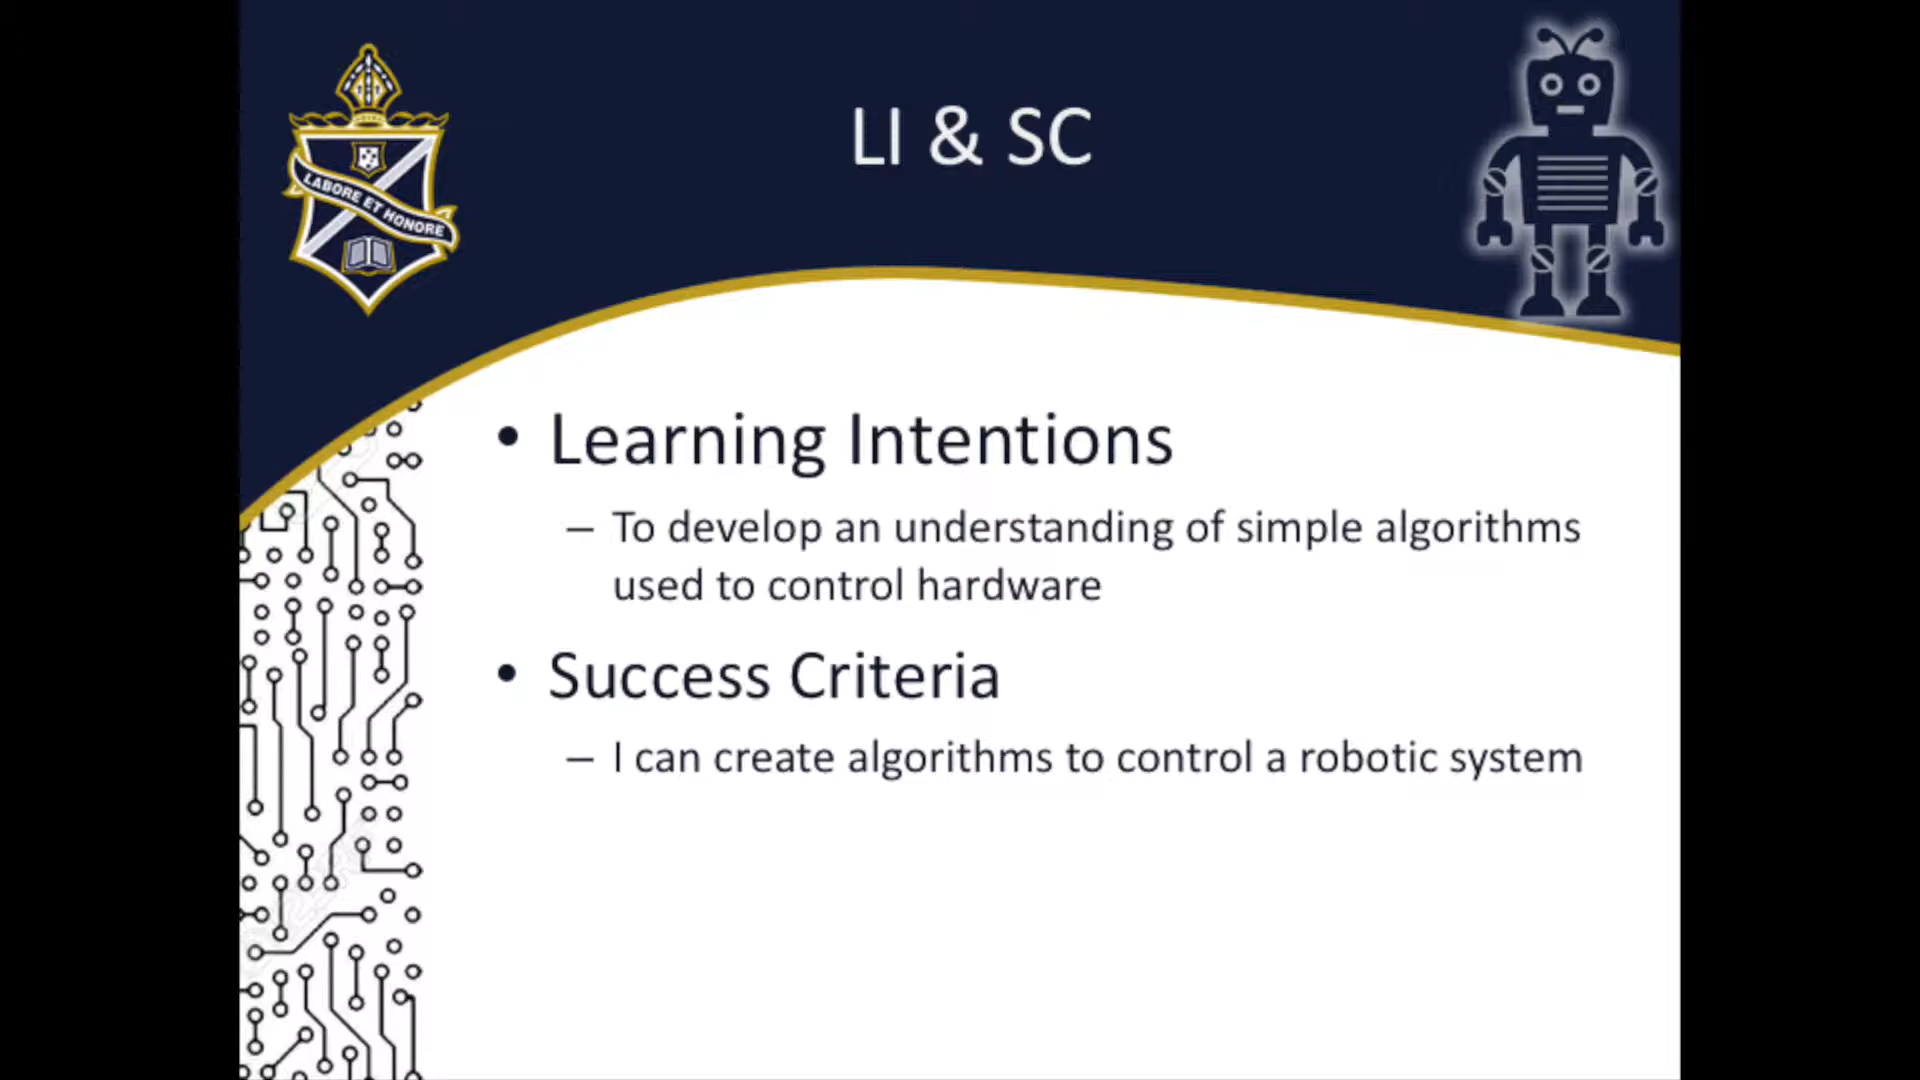 LI & SC
LABORE ET HONORE
• Learning Intentions
– To develop an understanding of simple algorithms
used to control hardware
• Success Criteria
– I can create algorithms to control a robotic system